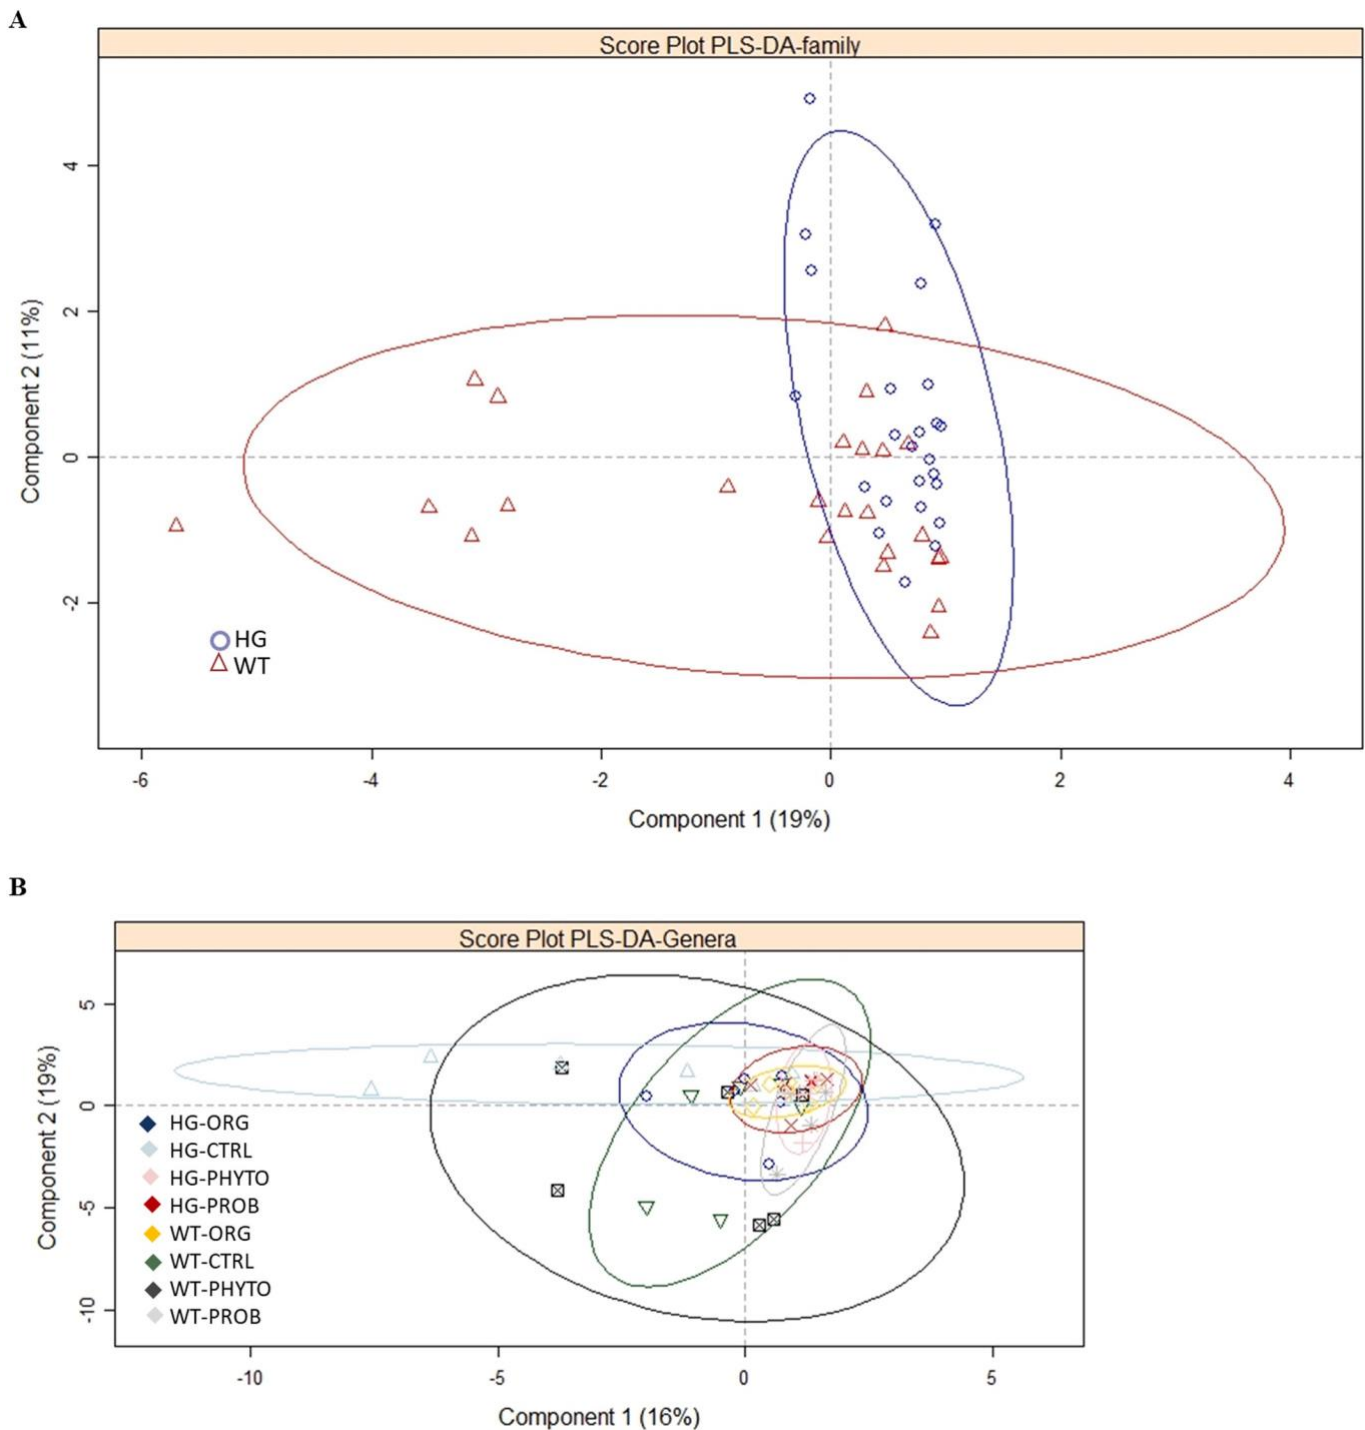 A
Score Plot PLS-DA-family
Component 2 (11%)
4
2
0
-2
HG
WT
-6 -4 -2 0 2 4
Component 1 (19%)
B
Score Plot PLS-DA-Genera
Component 2 (19%)
5
0
-5
-10
HG-ORG
HG-CTRL
HG-PHYTO
HG-PROB
WT-ORG
WT-CTRL
WT-PHYTO
WT-PROB
-10 -5 0 5
Component 1 (16%)